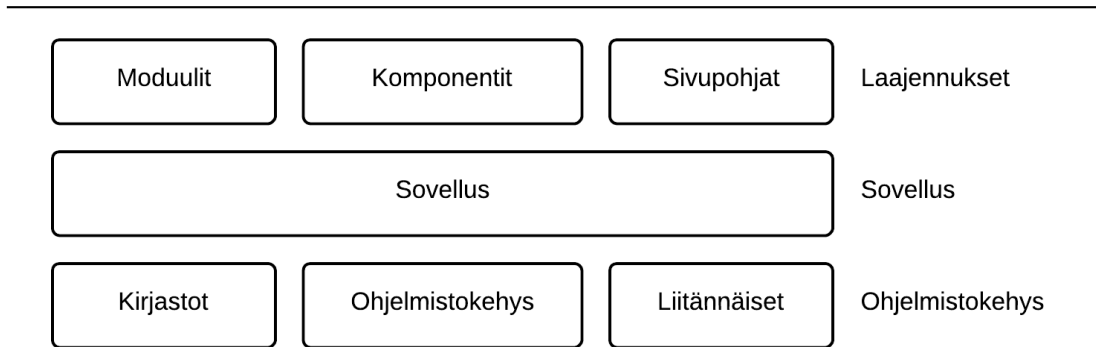 Moduulit Komponentit Sivupohjat Laajennukset
Sovellus Sovellus
Kirjastot Ohjelmistokehys Liitännäiset Ohjelmistokehys